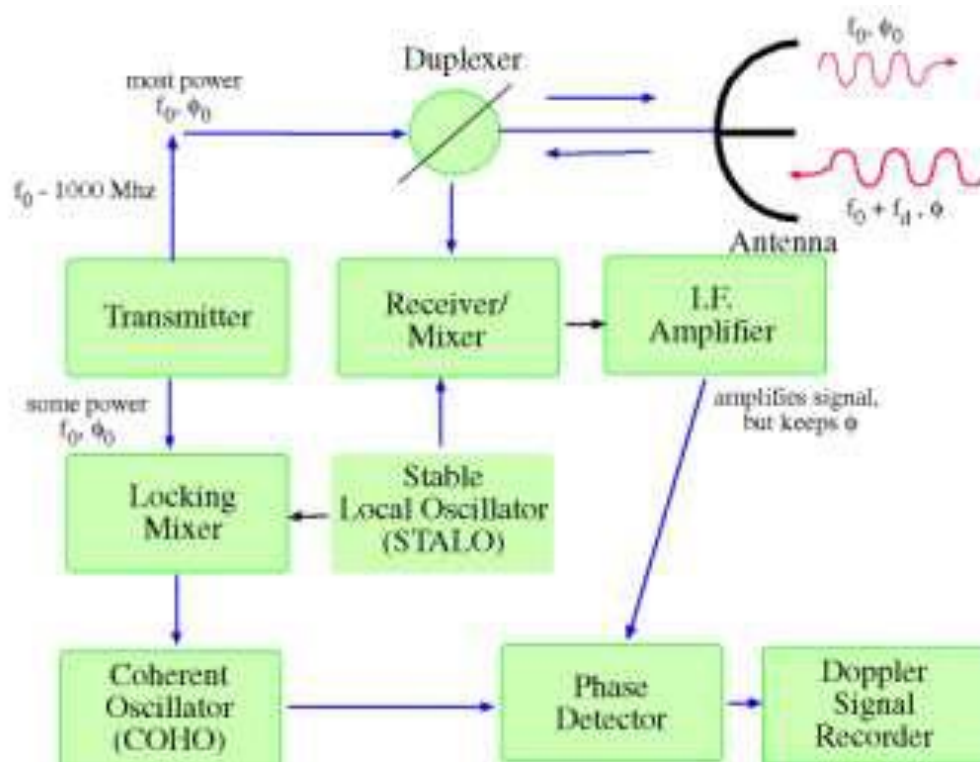 f₀, ϕ₀
Duplexer
most power
f₀, ϕ₀
f₀ - 1000 Mhz
f₀ + f_d , ϕ
Antenna
Transmitter
Receiver/
Mixer
I.F.
Amplifier
some power
f₀, ϕ₀
amplifies signal,
but keeps ϕ
Locking
Mixer
Stable
Local Oscillator
(STALO)
Coherent
Oscillator
(COHO)
Phase
Detector
Doppler
Signal
Recorder